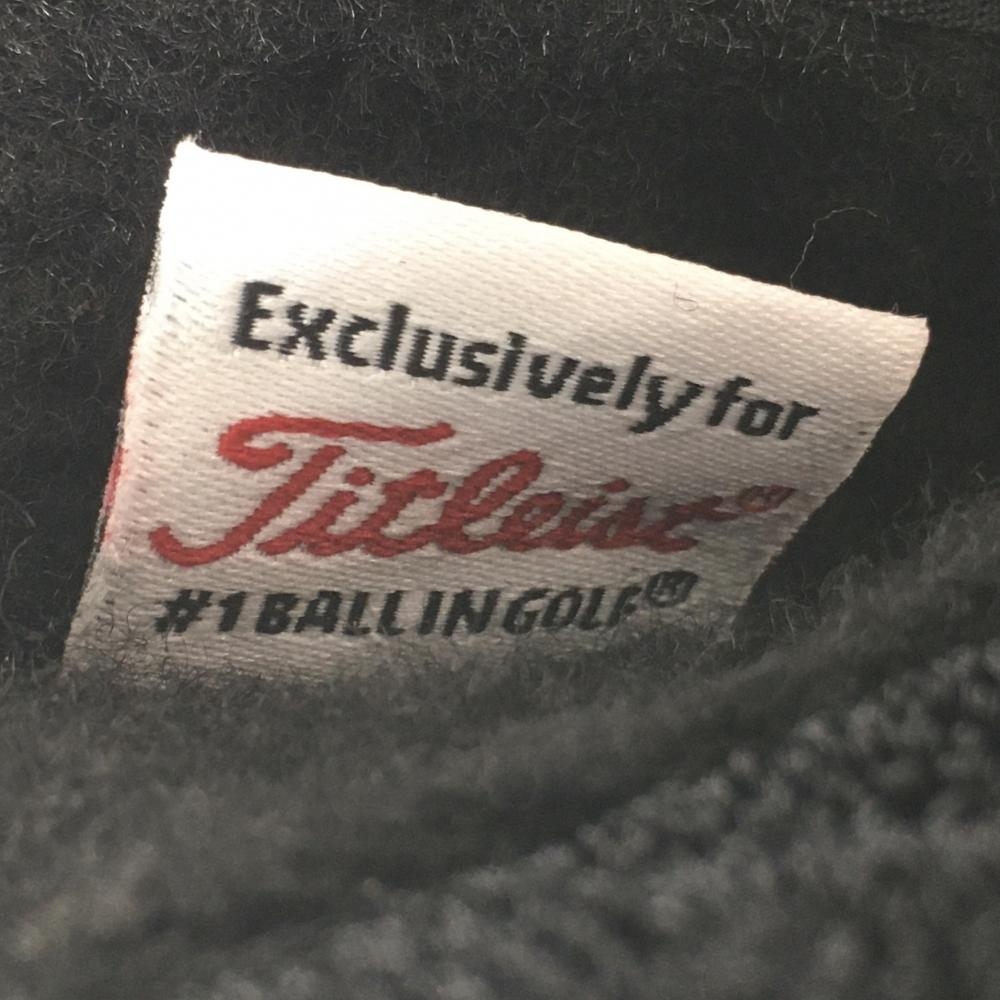 Exclusively for
Titleist®
#1 BALL IN GOLF®